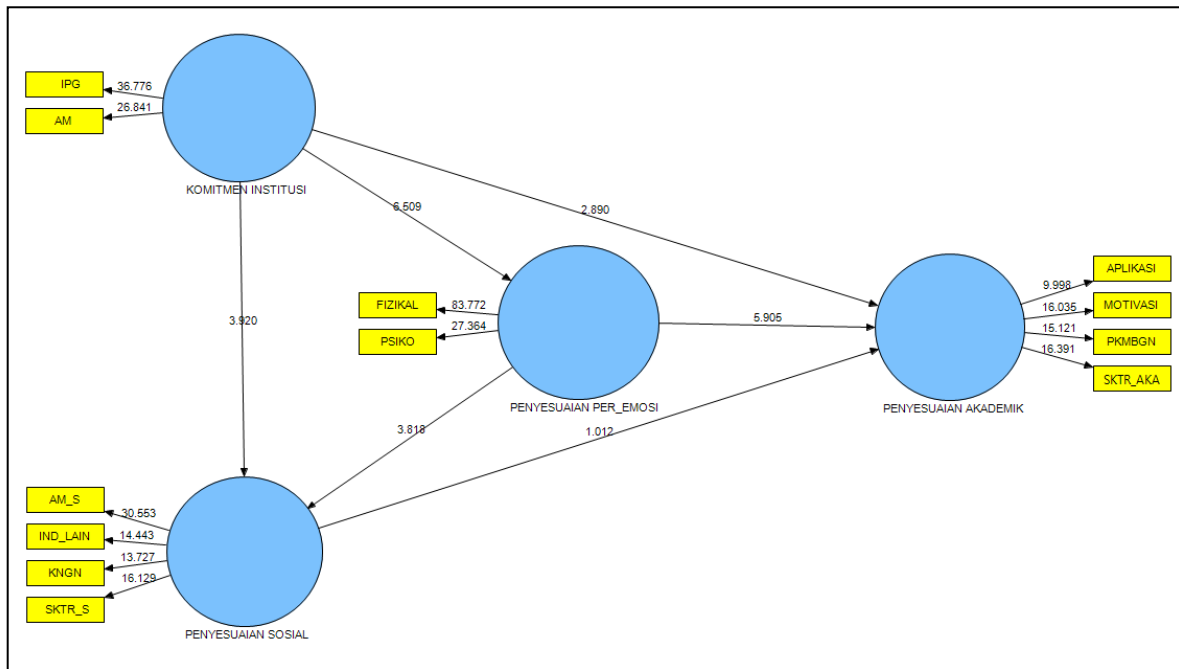 IPG
36.776
AM
26.841
KOMITMEN INSTITUSI
6.509
2.890
3.920
FIZIKAL
83.772
PSIKO
27.364
PENYESUAIAN PER_EMOSI
5.905
APLIKASI
9.998
MOTIVASI
16.035
PKMBGN
15.121
SKTR_AKA
16.391
PENYESUAIAN AKADEMIK
3.818
1.012
AM_S
30.553
IND_LAIN
14.443
KNGN
13.727
SKTR_S
16.129
PENYESUAIAN SOSIAL